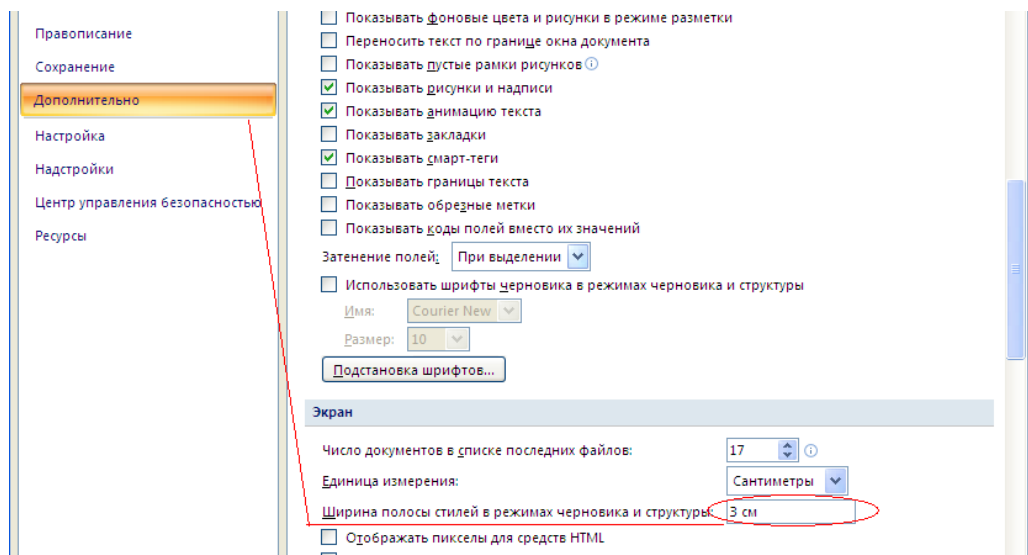 Правописание
Сохранение
Дополнительно
Настройка
Надстройки
Центр управления безопасностью
Ресурсы
Показывать фоновые цвета и рисунки в режиме разметки
Переносить текст по границе окна документа
Показывать пустые рамки рисунков
Показывать рисунки и надписи
Показывать анимацию текста
Показывать закладки
Показывать смарт-теги
Показывать границы текста
Показывать обрезные метки
Показывать коды полей вместо их значений
Затенение полей: При выделении
Использовать шрифты черновика в режимах черновика и структуры
Имя: Courier New
Размер: 10
Подстановка шрифтов...
Экран
Число документов в списке последних файлов: 17
Единица измерения: Сантиметры
Ширина полосы стилей в режимах черновика и структуры: 3 см
Отображать пикселы для средств HTML